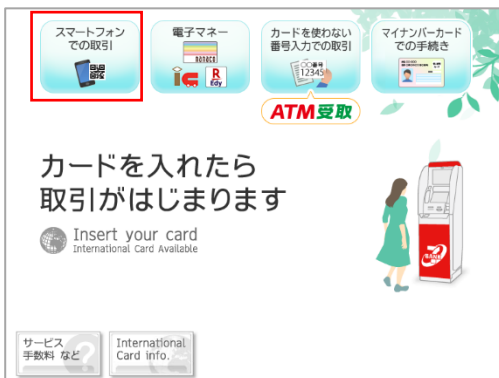 スマートフォン
での取引
電子マネー
nanaco
R
Edy
カードを使わない
番号入力での取引
○○番号
12345
ATM受取
マイナンバーカード
での手続き
カードを入れたら
取引がはじまります
Insert your card
International Card Available
BANK
サービス
手数料 など
International
Card info.